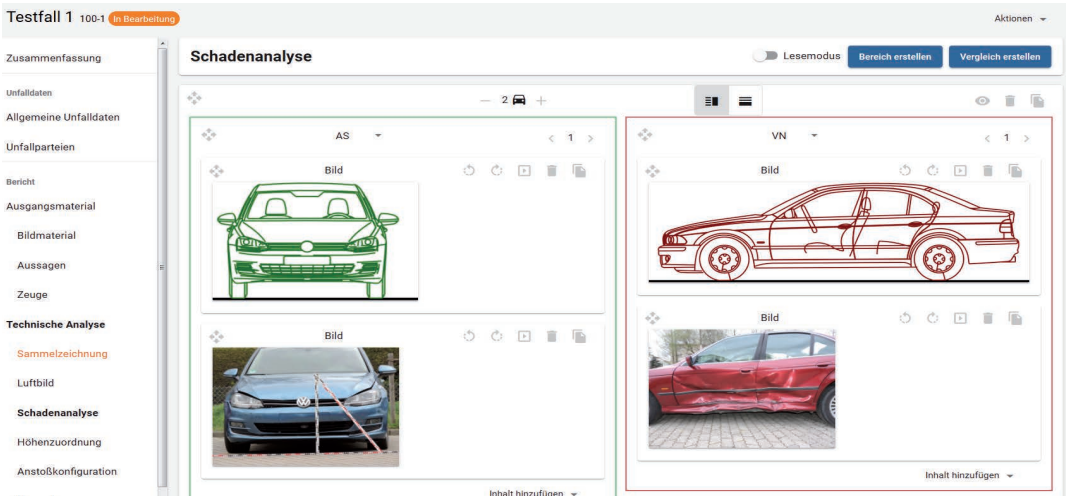 Testfall 1 100-1 In Bearbeitung
Aktionen
Zusammenfassung
Unfalldaten
Allgemeine Unfalldaten
Unfallparteien
Bericht
Ausgangsmaterial
Bildmaterial
Aussagen
Zeuge
Technische Analyse
Sammelzeichnung
Luftbild
Schadenanalyse
Höhenzuordnung
Anstoßkonfiguration
Schadenanalyse
Lesemodus
Bereich erstellen
Vergleich erstellen
2
AS
1
Bild
Bild
Inhalt hinzufügen
VN
1
Bild
Bild
Inhalt hinzufügen